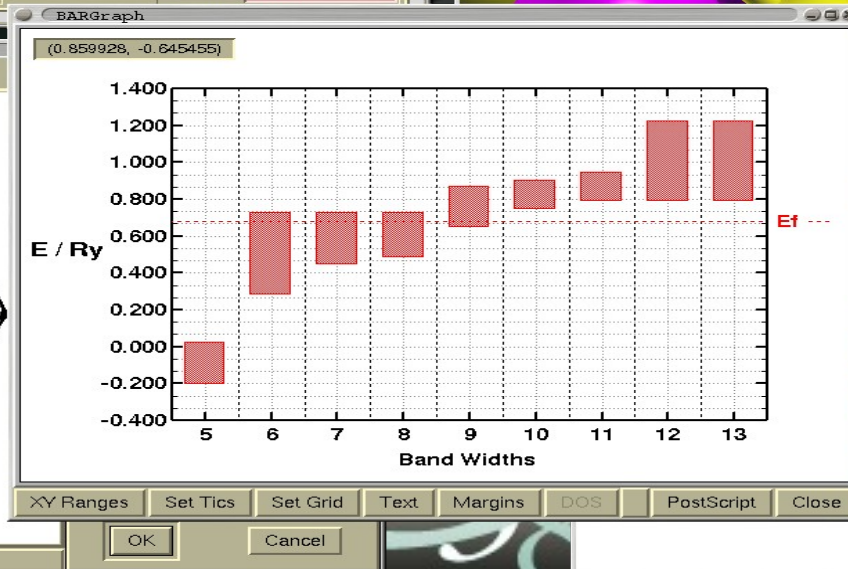 BARGraph
(0.859928, -0.645455)
1.400
1.200
1.000
0.800
0.600
0.400
0.200
0.000
-0.200
-0.400
E / Ry
Ef
5 6 7 8 9 10 11 12 13
Band Widths
XY Ranges Set Tics Set Grid Text Margins DOS PostScript Close
OK Cancel